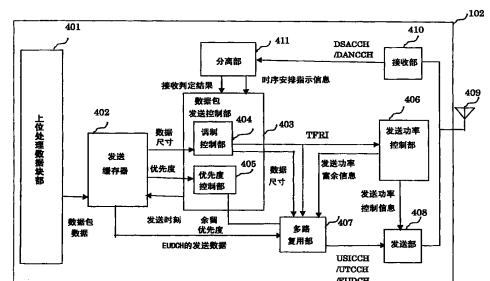 102
401
上位处理数据块部
数据包
数据
402
发送
缓存器
411
分离部
DSACCH
/DANCCH
410
接收部
409
接收判定结果
时序安排指示信息
数据包
发送控制部
403
404
调制
控制部
405
优先度
控制部
数据
尺寸
优先度
TFRI
数据
尺寸
406
发送功率
控制部
发送功率
富余信息
发送功率
控制信息
发送时刻
余留
优先度
EUDCH的发送数据
多路
复用部
407
408
发送部
USICCH
/UTCCH
/EUDCH